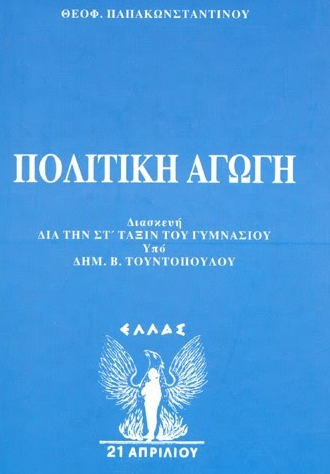 ΘΕΟΦ. ΠΑΠΑΚΩΝΣΤΑΝΤΙΝΟΥ
ΠΟΛΙΤΙΚΗ ΑΓΩΓΗ
Διασκευή
ΔΙΑ ΤΗΝ ΣΤ΄ ΤΑΞΙΝ ΤΟΥ ΓΥΜΝΑΣΙΟΥ
Υπό
ΔΗΜ. Β. ΤΟΥΝΤΟΠΟΥΛΟΥ
ΕΛΛΑΣ
21 ΑΠΡΙΛΙΟΥ